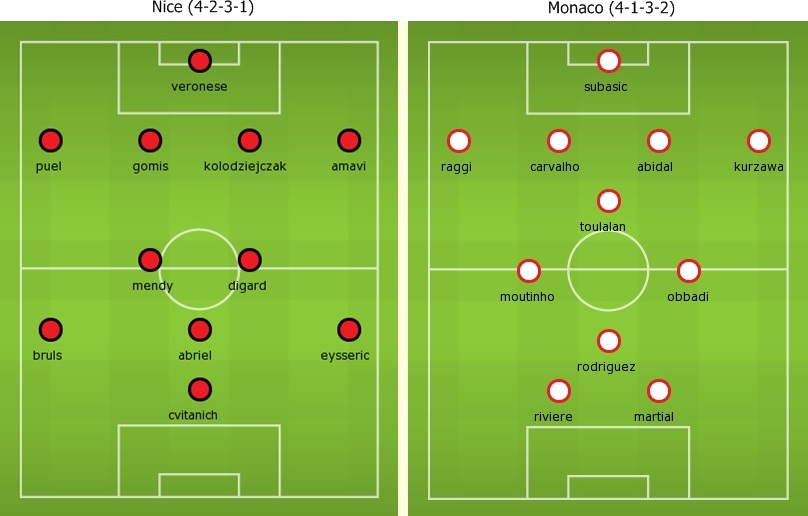 Nice (4-2-3-1)
veronese
puel gomis kolodziejczak amavi
mendy digard
bruls abriel eysseric
cvitanich
Monaco (4-1-3-2)
subasic
raggi carvalho abidal kurzawa
toulalan
moutinho obbadi
rodriguez
riviere martial